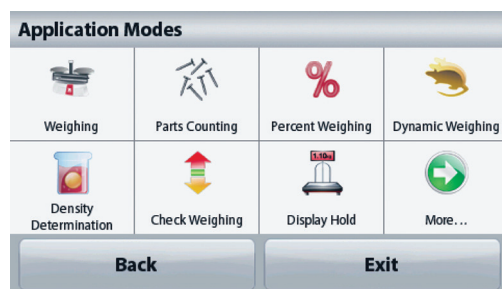 Application Modes
Weighing
Parts Counting
Percent Weighing
Dynamic Weighing
1.10kg
Density
Determination
Check Weighing
Display Hold
More...
Back
Exit